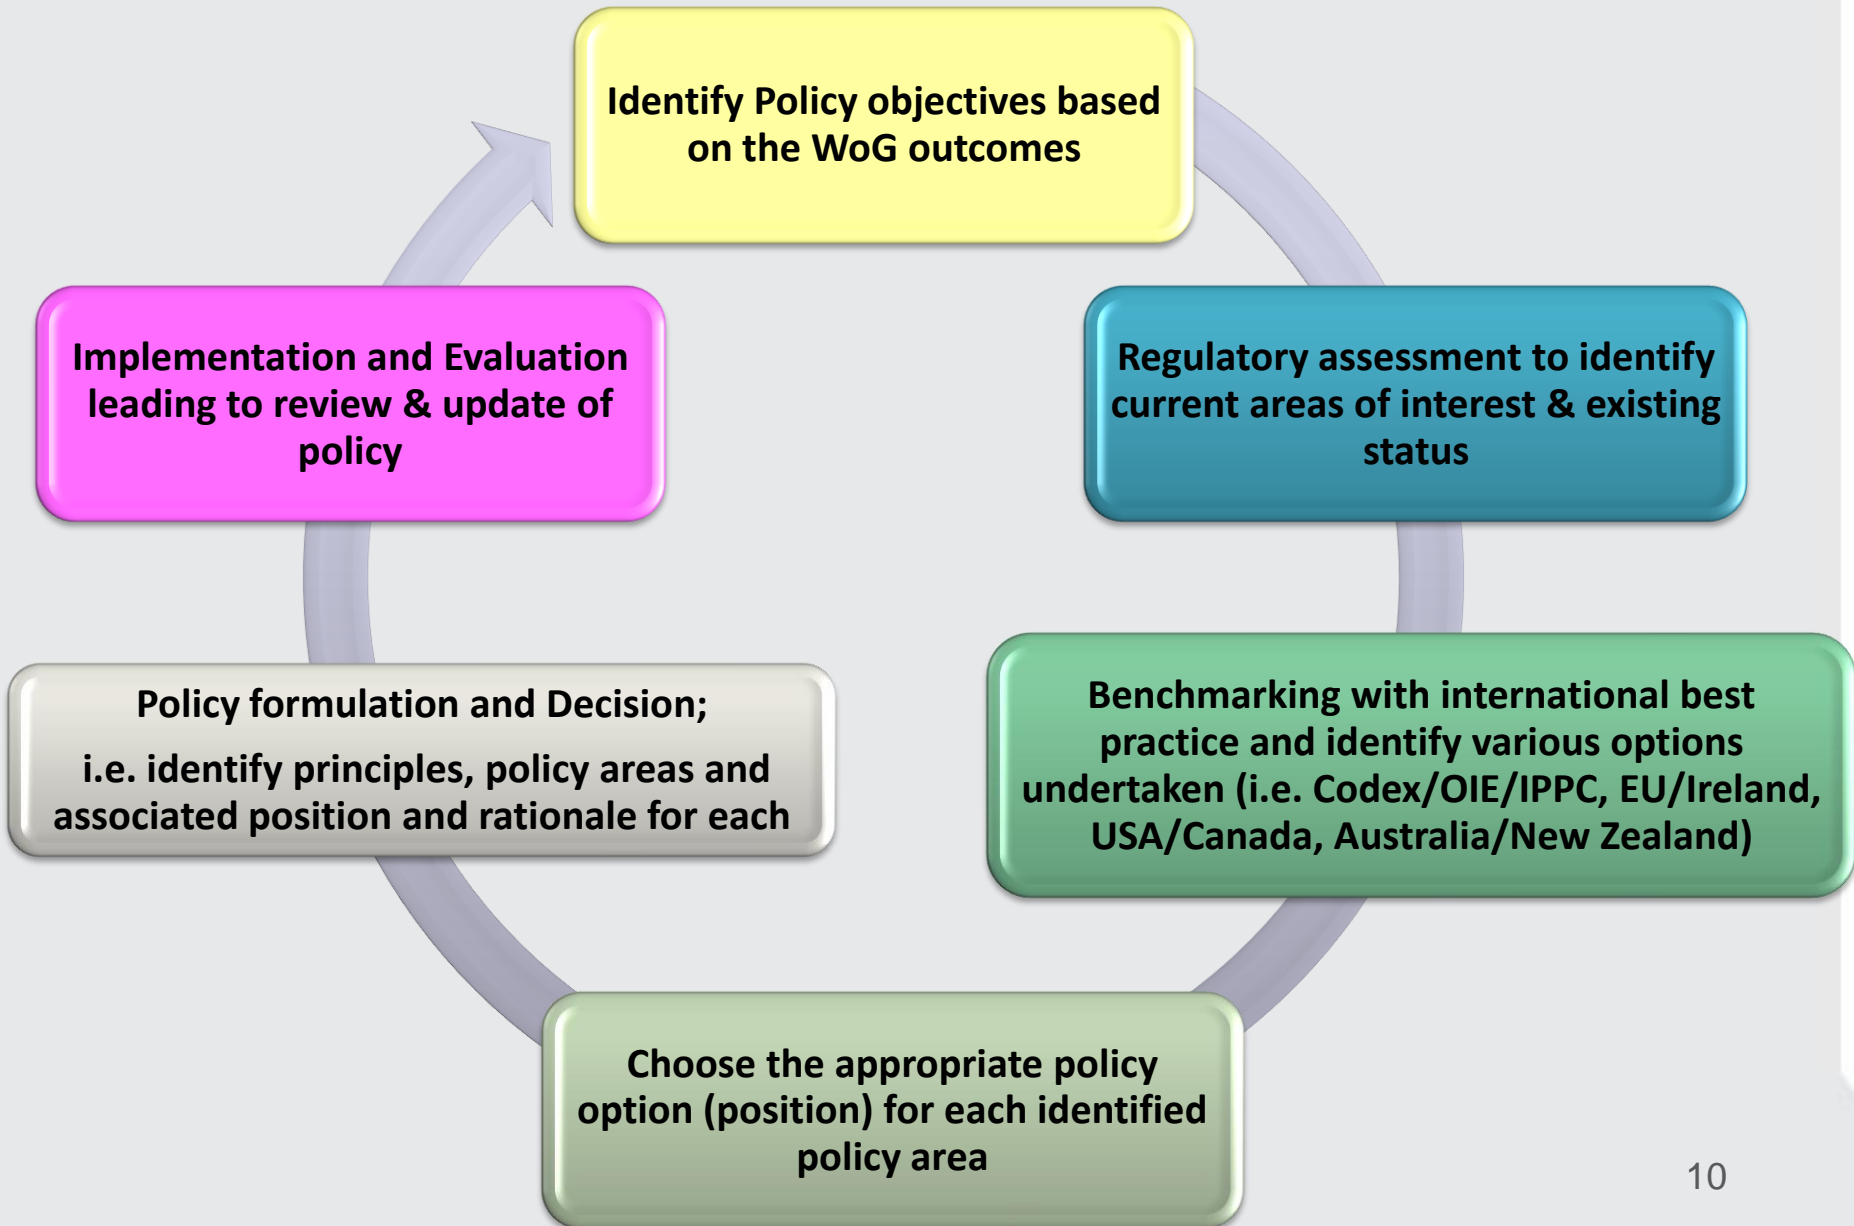 Identify Policy objectives based
on the WoG outcomes
Regulatory assessment to identify
current areas of interest & existing
status
Benchmarking with international best
practice and identify various options
undertaken (i.e. Codex/OIE/IPPC, EU/Ireland,
USA/Canada, Australia/New Zealand)
Choose the appropriate policy
option (position) for each identified
policy area
Policy formulation and Decision;
i.e. identify principles, policy areas and
associated position and rationale for each
Implementation and Evaluation
leading to review & update of
policy
10